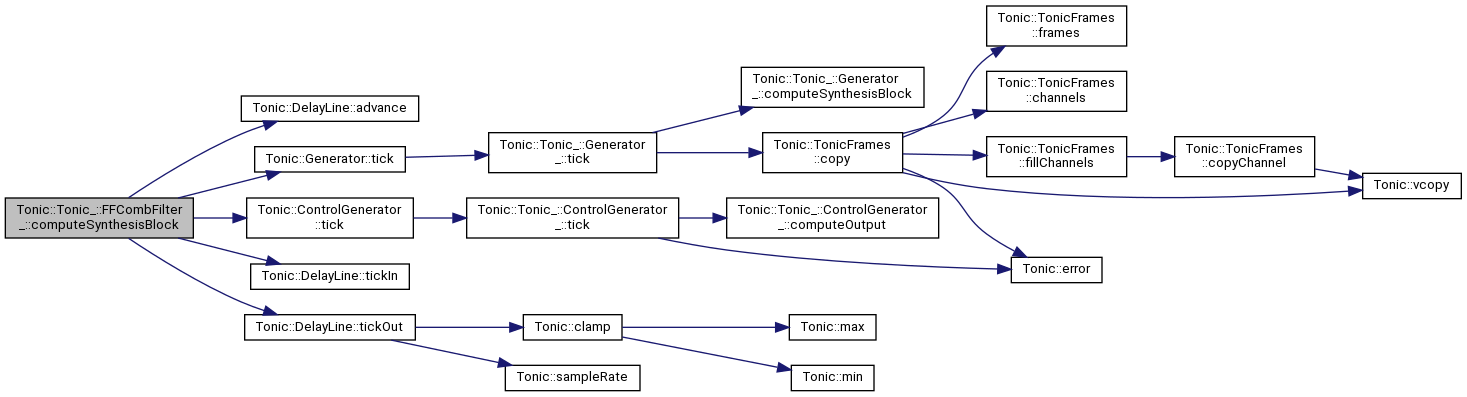 Tonic::Tonic_::FFCombFilter
_::computeSynthesisBlock
Tonic::DelayLine::advance
Tonic::Generator::tick
Tonic::ControlGenerator
::tick
Tonic::DelayLine::tickIn
Tonic::DelayLine::tickOut
Tonic::Tonic_::Generator
_::tick
Tonic::Tonic_::ControlGenerator
_::tick
Tonic::clamp
Tonic::sampleRate
Tonic::Tonic_::Generator
_::computeSynthesisBlock
Tonic::TonicFrames
::copy
Tonic::Tonic_::ControlGenerator
_::computeOutput
Tonic::max
Tonic::min
Tonic::TonicFrames
::frames
Tonic::TonicFrames
::channels
Tonic::TonicFrames
::fillChannels
Tonic::error
Tonic::TonicFrames
::copyChannel
Tonic::vcopy